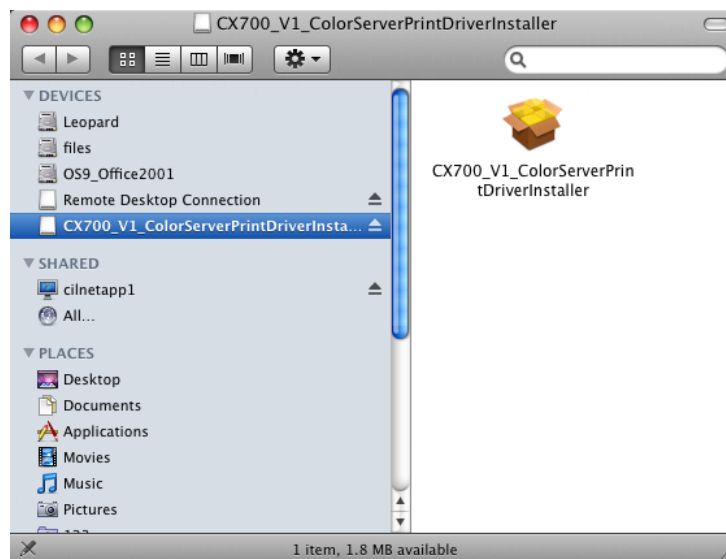 CX700_V1_ColorServerPrintDriverInstaller
DEVICES
Leopard
files
OS9_Office2001
Remote Desktop Connection
CX700_V1_ColorServerPrintDriverInsta...
SHARED
cilnetapp1
All...
PLACES
Desktop
Documents
Applications
Movies
Music
Pictures
CX700_V1_ColorServerPrin
tDriverInstaller
1 item, 1.8 MB available